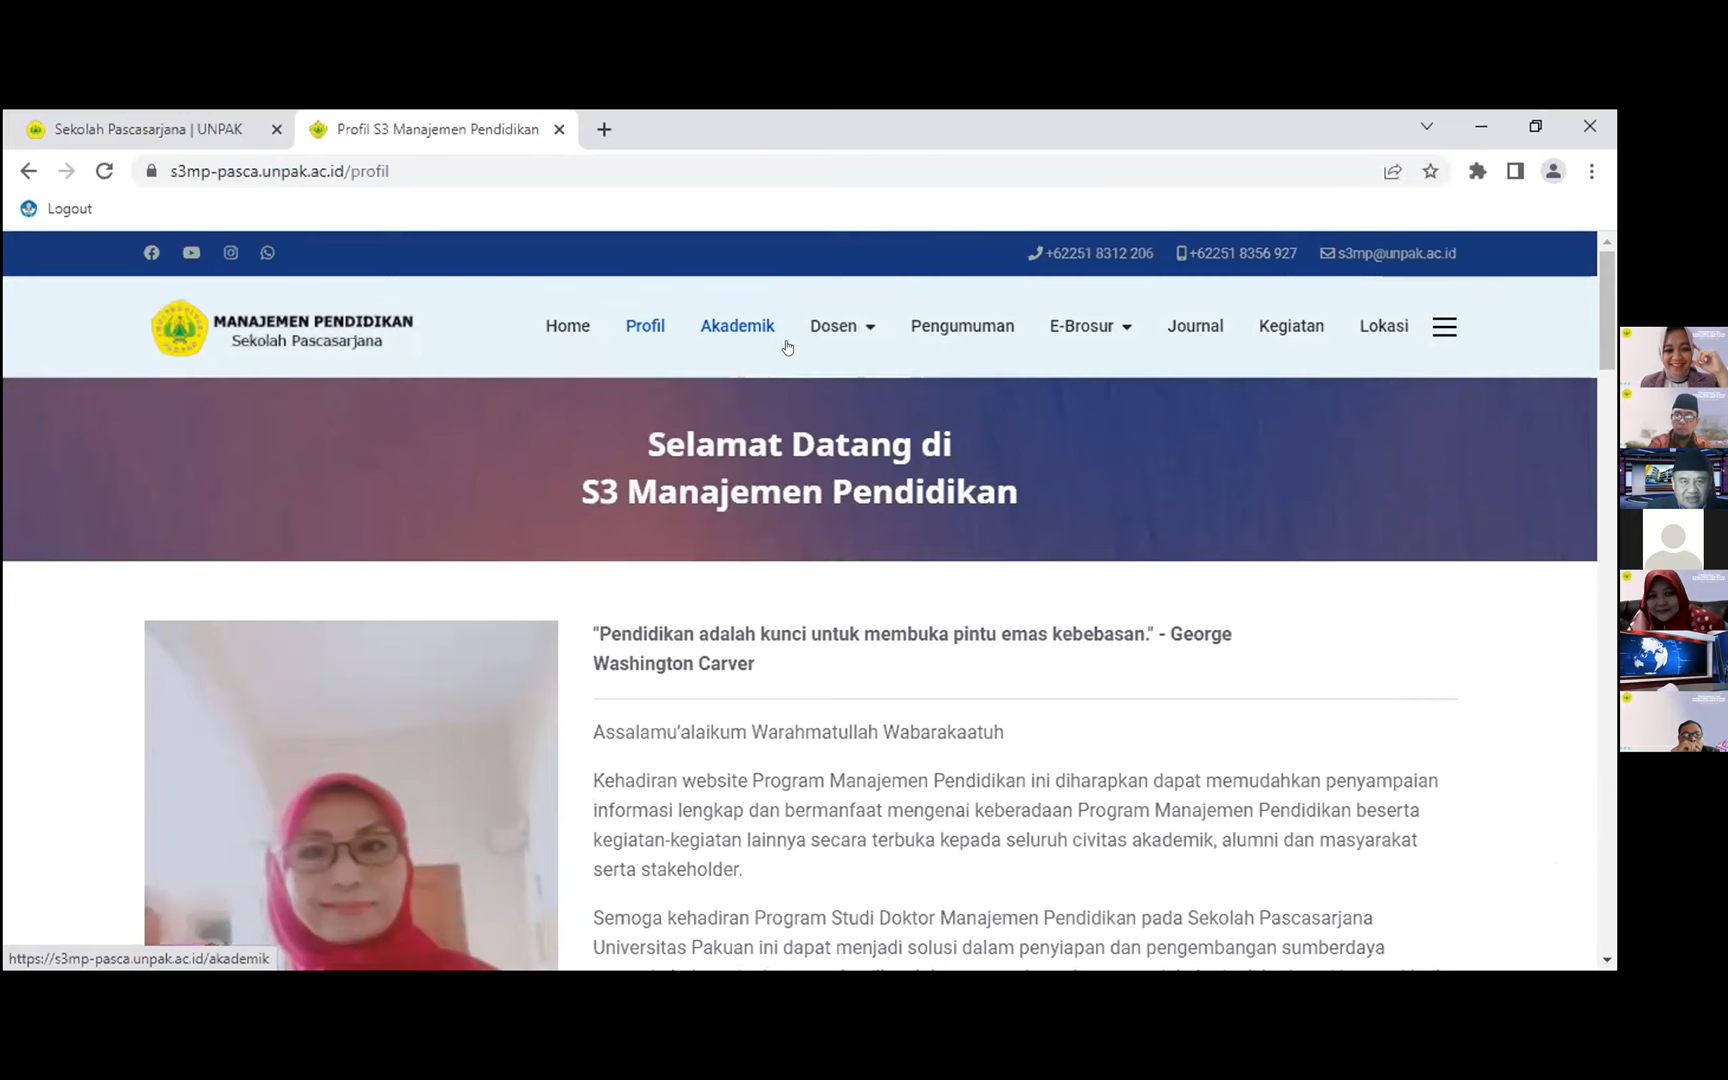 Sekolah Pascasarjana | UNPAK
Profil S3 Manajemen Pendidikan
s3mp-pasca.unpak.ac.id/profil
Logout
+62251 8312 206
+62251 8356 927
s3mp@unpak.ac.id
MANAJEMEN PENDIDIKAN
Sekolah Pascasarjana
Home
Profil
Akademik
Dosen
Pengumuman
E-Brosur
Journal
Kegiatan
Lokasi
Selamat Datang di
S3 Manajemen Pendidikan
"Pendidikan adalah kunci untuk membuka pintu emas kebebasan." - George
Washington Carver
Assalamu‘alaikum Warahmatullah Wabarakaatuh
Kehadiran website Program Manajemen Pendidikan ini diharapkan dapat memudahkan penyampaian
informasi lengkap dan bermanfaat mengenai keberadaan Program Manajemen Pendidikan beserta
kegiatan-kegiatan lainnya secara terbuka kepada seluruh civitas akademik, alumni dan masyarakat
serta stakeholder.
Semoga kehadiran Program Studi Doktor Manajemen Pendidikan pada Sekolah Pascasarjana
Universitas Pakuan ini dapat menjadi solusi dalam penyiapan dan pengembangan sumberdaya
https://s3mp-pasca.unpak.ac.id/akademik